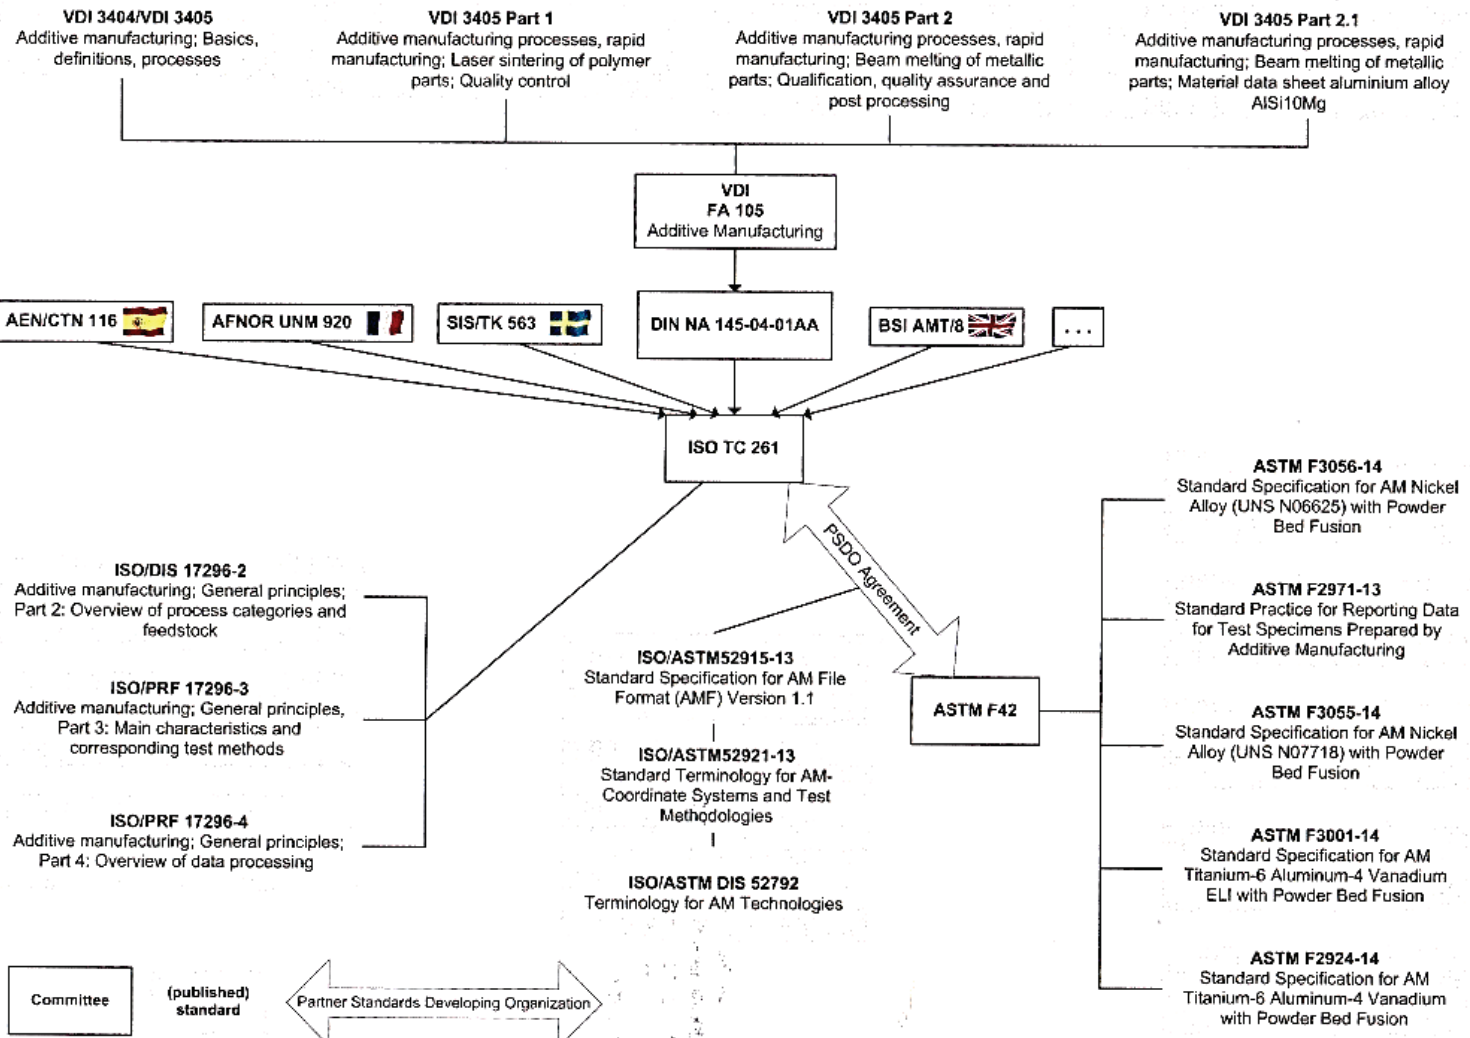 VDI 3404/VDI 3405
Additive manufacturing; Basics,
definitions, processes
VDI 3405 Part 1
Additive manufacturing processes, rapid
manufacturing; Laser sintering of polymer
parts; Quality control
VDI 3405 Part 2
Additive manufacturing processes, rapid
manufacturing; Beam melting of metallic
parts; Qualification, quality assurance and
post processing
VDI 3405 Part 2.1
Additive manufacturing processes, rapid
manufacturing; Beam melting of metallic
parts; Material data sheet aluminium alloy
AlSi10Mg
VDI
FA 105
Additive Manufacturing
AEN/CTN 116
AFNOR UNM 920
SIS/TK 563
DIN NA 145-04-01AA
BSI AMT/8
...
ISO TC 261
PSDO Agreement
ISO/DIS 17296-2
Additive manufacturing; General principles;
Part 2: Overview of process categories and
feedstock
ISO/PRF 17296-3
Additive manufacturing; General principles,
Part 3: Main characteristics and
corresponding test methods
ISO/PRF 17296-4
Additive manufacturing; General principles;
Part 4: Overview of data processing
ISO/ASTM52915-13
Standard Specification for AM File
Format (AMF) Version 1.1
ISO/ASTM52921-13
Standard Terminology for AM-
Coordinate Systems and Test
Methodologies
ISO/ASTM DIS 52792
Terminology for AM Technologies
ASTM F42
ASTM F3056-14
Standard Specification for AM Nickel
Alloy (UNS N06625) with Powder
Bed Fusion
ASTM F2971-13
Standard Practice for Reporting Data
for Test Specimens Prepared by
Additive Manufacturing
ASTM F3055-14
Standard Specification for AM Nickel
Alloy (UNS N07718) with Powder
Bed Fusion
ASTM F3001-14
Standard Specification for AM
Titanium-6 Aluminum-4 Vanadium
ELI with Powder Bed Fusion
ASTM F2924-14
Standard Specification for AM
Titanium-6 Aluminum-4 Vanadium
with Powder Bed Fusion
Committee
(published)
standard
Partner Standards Developing Organization